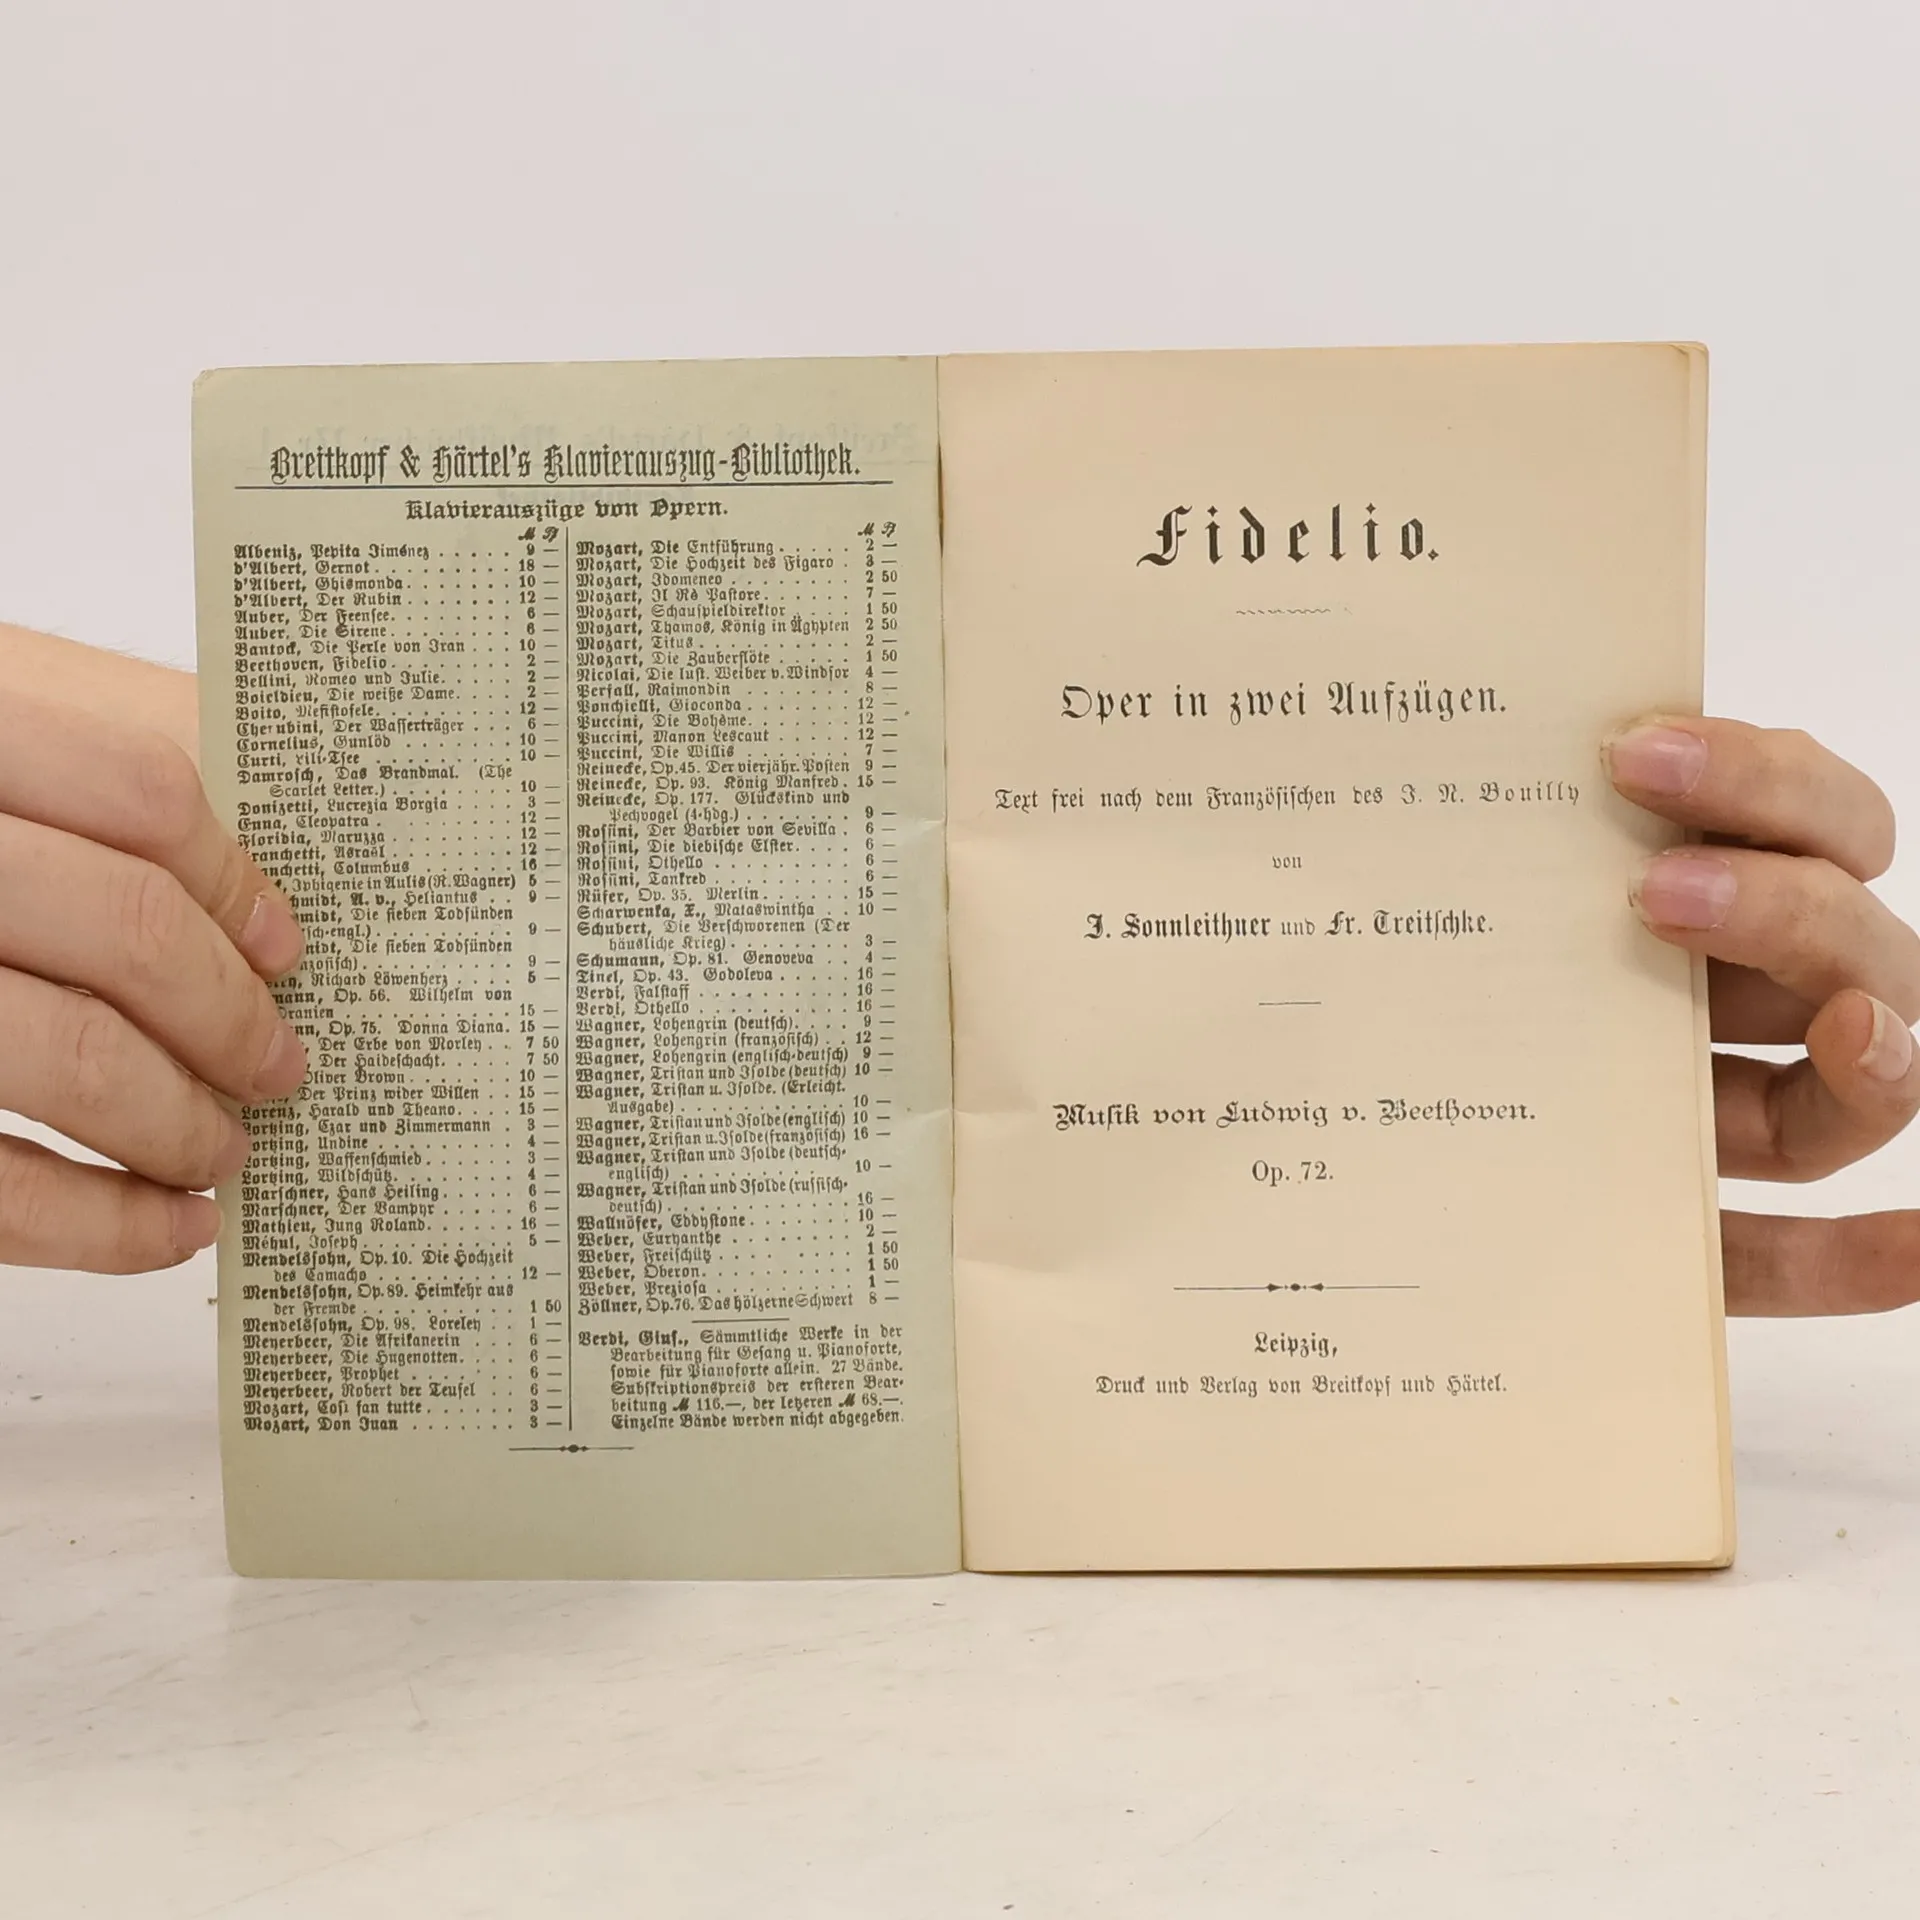 Breitkopf & Härtel's Klavierauszug-Bibliothek.
Klavierauszüge von Opern.
ℳ ₰
Albeniz, Pepita Jiménez . . . . . 9 —
d'Albert, Gernot . . . . . . . . . 18 —
d'Albert, Ghismonda . . . . . . . 10 —
d'Albert, Der Rubin . . . . . . . 12 —
Auber, Der Feensee . . . . . . . . 6 —
Auber, Die Sirene . . . . . . . . 6 —
Bantock, Die Perle von Iran . . . 10 —
Beethoven, Fidelio . . . . . . . . 2 —
Bellini, Romeo und Julie . . . . . 2 —
Boieldieu, Die weiße Dame . . . . 2 —
Boito, Mefistofele . . . . . . . . 12 —
Cherubini, Der Wasserträger . . . 6 —
Cornelius, Gunlöd . . . . . . . 10 —
Curti, Lili-Tsee . . . . . . . . 10 —
Damrosch, Das Brandmal. (The
Scarlet Letter.) . . . . . . . . 10 —
Donizetti, Lucrezia Borgia . . . . 3 —
Enna, Cleopatra . . . . . . . . . 12 —
Floridia, Maruzza . . . . . . . . 12 —
ranchetti, Asraël . . . . . . . . 12 —
anchetti, Columbus . . . . . . 16 —
, Iphigenie in Aulis (R. Wagner) 5 —
hmidt, A. v., Heliantus . . 9 —
midt, Die sieben Todsünden
sch-engl.) . . . . . . . . . 9 —
nidt, Die sieben Todsünden
nzösisch) . . . . . . . . . 9 —
, Richard Löwenherz . . . . 5 —
mann, Op. 56. Wilhelm von
Oranien . . . . . . . . . . 15 —
nn, Op. 75. Donna Diana. 15 —
, Der Erbe von Morley . . 7 50
, Der Haideschacht . . . . . 7 50
Oliver Brown . . . . . . . 10 —
, Der Prinz wider Willen . . 15 —
Lorenz, Harald und Theano . . . . 15 —
Lortzing, Czar und Zimmermann . 3 —
Lortzing, Undine . . . . . . . . 4 —
Lortzing, Waffenschmied . . . . . 3 —
Lortzing, Wildschütz . . . . . . . 4 —
Marschner, Hans Heiling . . . . . 6 —
Marschner, Der Vampyr . . . . . 6 —
Mathieu, Jung Roland . . . . . . 16 —
Méhul, Joseph . . . . . . . . . . 5 —
Mendelssohn, Op. 10. Die Hochzeit
des Camacho . . . . . . . . . 12 —
Mendelssohn, Op. 89. Heimkehr aus
der Fremde . . . . . . . . . . 1 50
Mendelssohn, Op. 98. Loreley . . 1 —
Meyerbeer, Die Afrikanerin . . . 6 —
Meyerbeer, Die Hugenotten . . . . 6 —
Meyerbeer, Prophet . . . . . . . 6 —
Meyerbeer, Robert der Teufel . . 6 —
Mozart, Cosi fan tutte . . . . . . 3 —
Mozart, Don Juan . . . . . . . 3 —
ℳ ₰
Mozart, Die Entführung . . . . . 2 —
Mozart, Die Hochzeit des Figaro . 3 —
Mozart, Idomeneo . . . . . . . . 2 50
Mozart, Il Rè Pastore . . . . . . 7 —
Mozart, Schauspieldirektor . . . . 1 50
Mozart, Thamos, König in Ägypten 2 50
Mozart, Titus . . . . . . . . . . 2 —
Mozart, Die Zauberflöte . . . . . 1 50
Nicolai, Die lust. Weiber v. Windsor 4 —
Perfall, Raimondin . . . . . . . 8 —
Ponchielli, Gioconda . . . . . . . 12 —
Puccini, Die Bohême . . . . . . . 12 —
Puccini, Manon Lescaut . . . . . 12 —
Puccini, Die Willis . . . . . . . 7 —
Reinecke, Op. 45. Der vierjähr. Posten 9 —
Reinecke, Op. 93. König Manfred . 15 —
Reinecke, Op. 177. Glückskind und
Pechvogel (4-hdg.) . . . . . . . 9 —
Rossini, Der Barbier von Sevilla . 6 —
Rossini, Die diebische Elster . . . . 6 —
Rossini, Othello . . . . . . . . . 6 —
Rossini, Tankred . . . . . . . . . 6 —
Rüfer, Op. 35. Merlin . . . . . . 15 —
Scharwenka, X., Mataswintha . . 10 —
Schubert, Die Verschworenen (Der
häusliche Krieg) . . . . . . . . 3 —
Schumann, Op. 81. Genoveva . . 4 —
Tinel, Op. 43. Godoleva . . . . . 16 —
Verdi, Falstaff . . . . . . . . . 16 —
Verdi, Othello . . . . . . . . . 16 —
Wagner, Lohengrin (deutsch) . . . . 9 —
Wagner, Lohengrin (französisch) . . 12 —
Wagner, Lohengrin (englisch-deutsch) 9 —
Wagner, Tristan und Isolde (deutsch) 10 —
Wagner, Tristan u. Isolde. (Erleicht.
Ausgabe) . . . . . . . . . . . 10 —
Wagner, Tristan und Isolde (englisch) 10 —
Wagner, Tristan u. Isolde (französisch) 16 —
Wagner, Tristan und Isolde (deutsch-
englisch) . . . . . . . . . . . 10 —
Wagner, Tristan und Isolde (russisch-
deutsch) . . . . . . . . . . . 16 —
Wallnöfer, Eddystone . . . . . . . 10 —
Weber, Euryanthe . . . . . . . . 2 —
Weber, Freischütz . . . . . . . 1 50
Weber, Oberon . . . . . . . . . 1 50
Weber, Preziosa . . . . . . . . . 1 —
Zöllner, Op. 76. Das hölzerne Schwert 8 —
Verdi, Gius., Sämmtliche Werke in der
Bearbeitung für Gesang u. Pianoforte,
sowie für Pianoforte allein. 27 Bände.
Subskriptionspreis der ersteren Bear-
beitung ℳ 116.—, der letzeren ℳ 68.—.
Einzelne Bände werden nicht abgegeben.
Fidelio.
Oper in zwei Aufzügen.
Text frei nach dem Französischen des J. N. Bouilly
von
J. Sonnleithner und Fr. Treitschke.
Musik von Ludwig v. Beethoven.
Op. 72.
Leipzig,
Druck und Verlag von Breitkopf und Härtel.